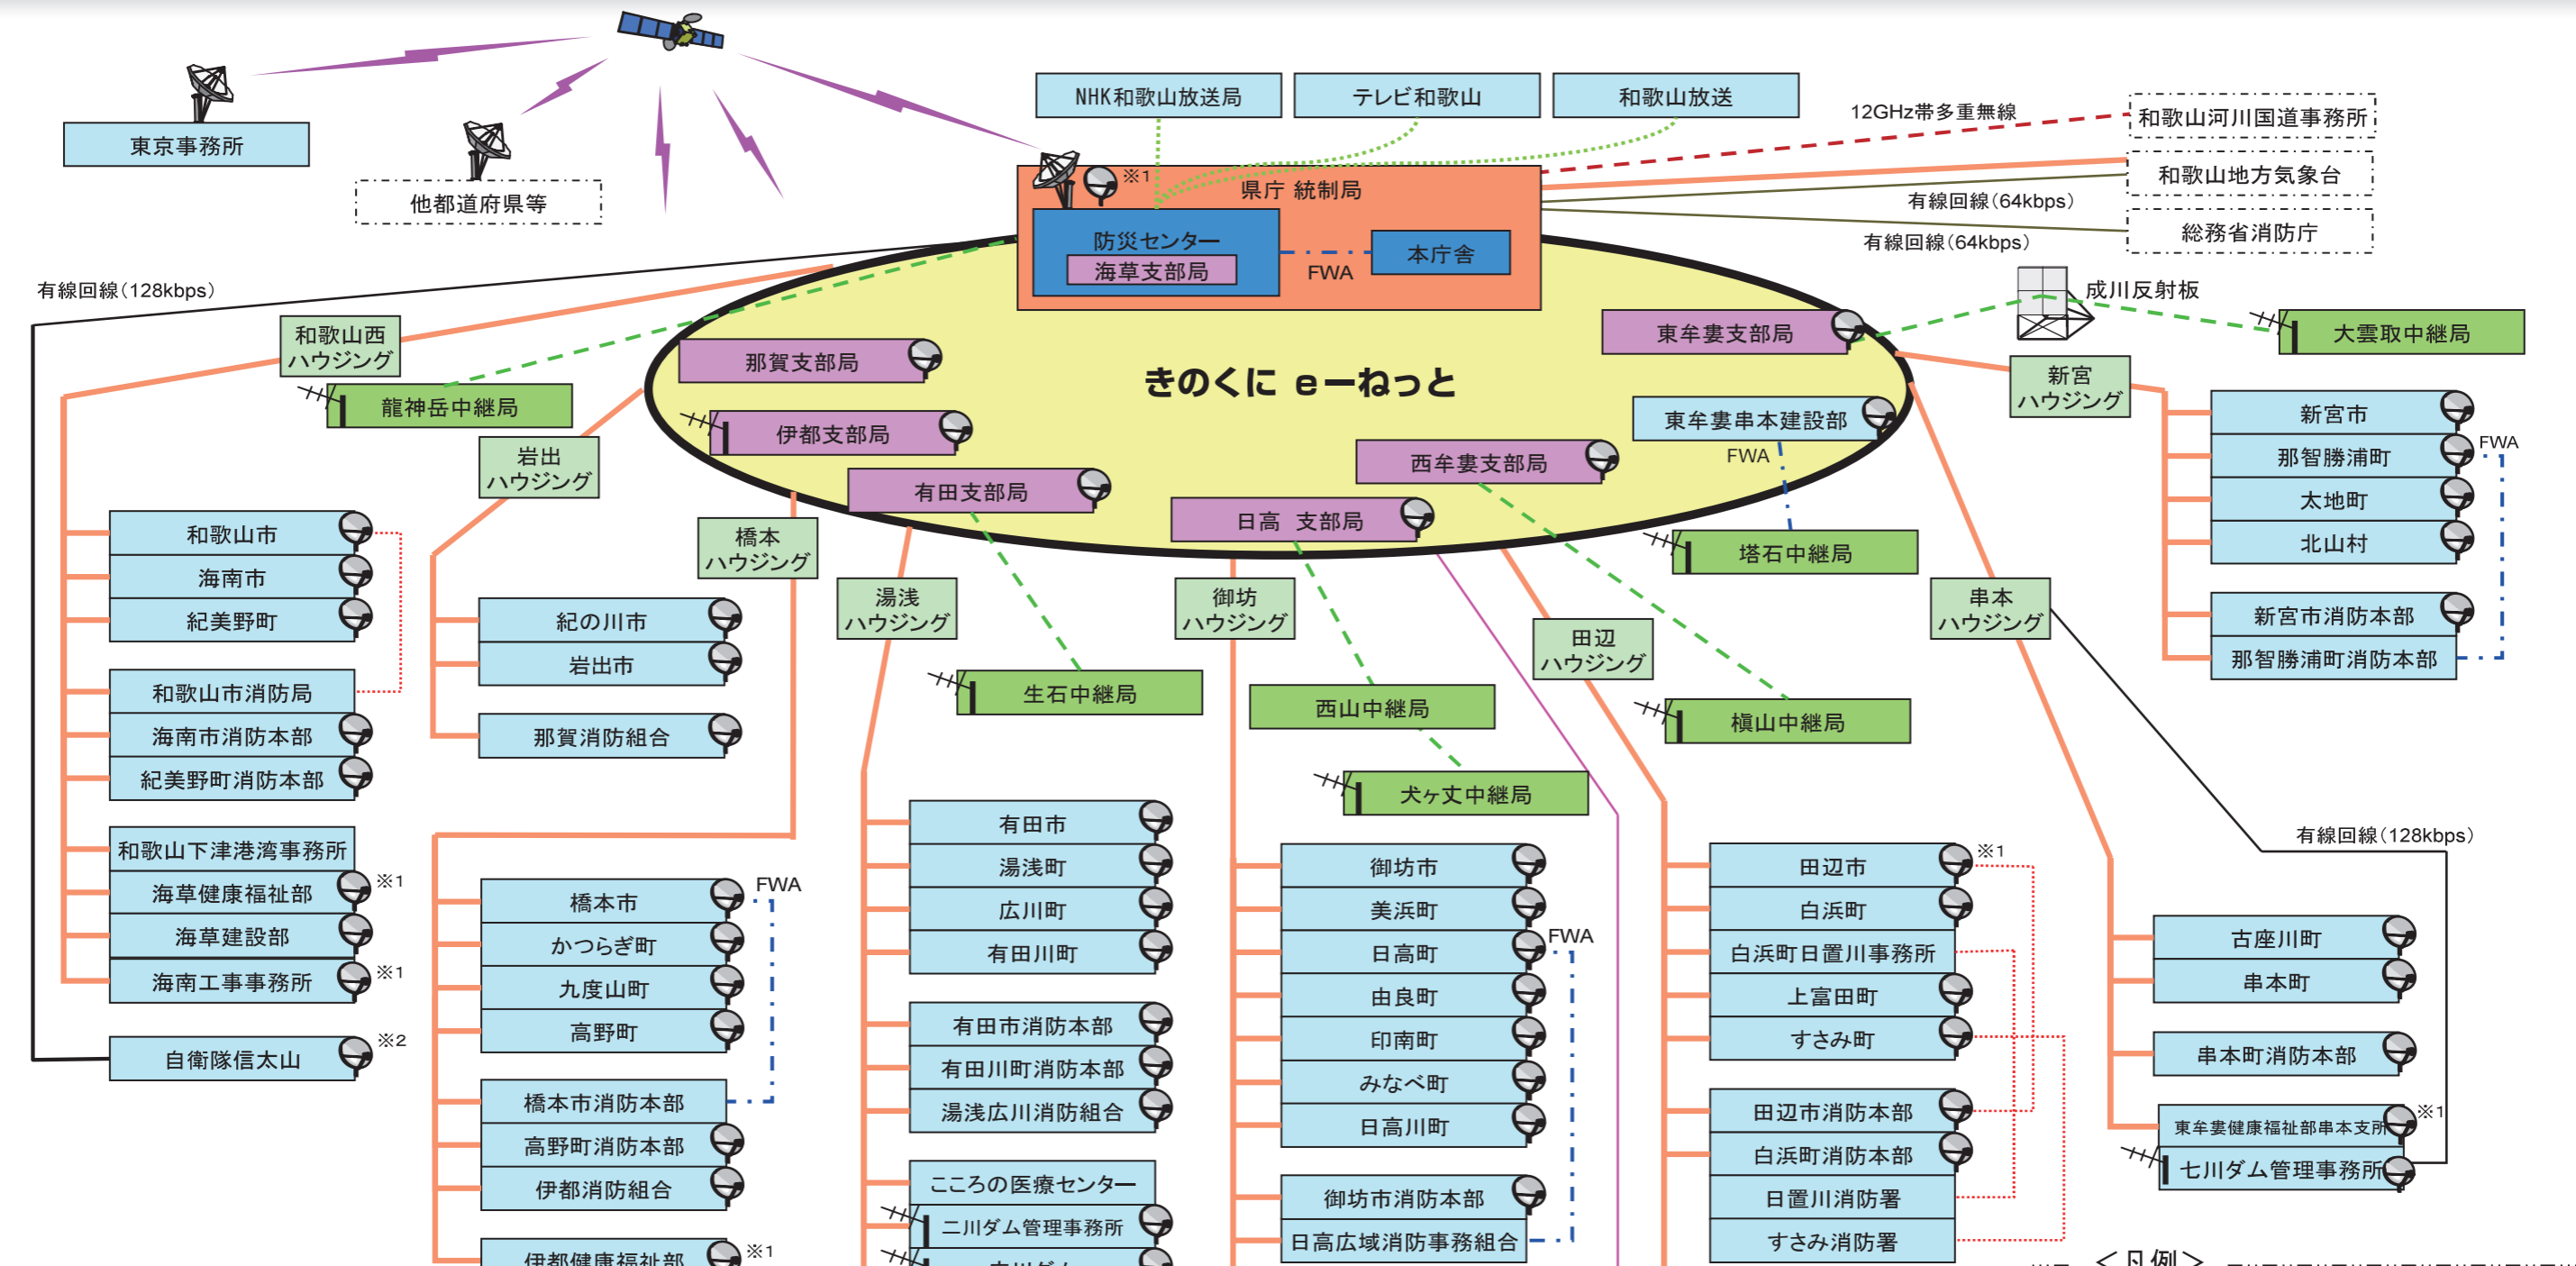 NHK和歌山放送局
テレビ和歌山
和歌山放送
東京事務所
他都道府県等
12GHz帯多重無線
和歌山河川国道事務所
※1
県庁 統制局
和歌山地方気象台
有線回線(64kbps)
総務省消防庁
有線回線(64kbps)
防災センター
海草支部局
FWA
本庁舎
有線回線(128kbps)
成川反射板
和歌山西
ハウジング
龍神岳中継局
岩出
ハウジング
那賀支部局
伊都支部局
有田支部局
きのくに eーねっと
東牟婁支部局
東牟婁串本建設部
FWA
西牟婁支部局
日高 支部局
大雲取中継局
新宮
ハウジング
新宮市
那智勝浦町
FWA
太地町
北山村
新宮市消防本部
那智勝浦町消防本部
橋本
ハウジング
湯浅
ハウジング
御坊
ハウジング
田辺
ハウジング
串本
ハウジング
塔石中継局
生石中継局
西山中継局
槇山中継局
犬ヶ丈中継局
和歌山市
海南市
紀美野町
和歌山市消防局
海南市消防本部
紀美野町消防本部
和歌山下津港湾事務所
海草健康福祉部
※1
海草建設部
海南工事事務所
※1
自衛隊信太山
※2
紀の川市
岩出市
那賀消防組合
橋本市
FWA
かつらぎ町
九度山町
高野町
橋本市消防本部
高野町消防本部
伊都消防組合
伊都健康福祉部
※1
有田市
湯浅町
広川町
有田川町
有田市消防本部
有田川町消防本部
湯浅広川消防組合
こころの医療センター
二川ダム管理事務所
御坊市
美浜町
日高町
FWA
由良町
印南町
みなべ町
日高川町
御坊市消防本部
日高広域消防事務組合
田辺市
※1
白浜町
白浜町日置川事務所
上富田町
すさみ町
田辺市消防本部
白浜町消防本部
日置川消防署
すさみ消防署
有線回線(128kbps)
古座川町
串本町
串本町消防本部
東牟婁健康福祉部串本支所
※1
七川ダム管理事務所
＜凡例＞